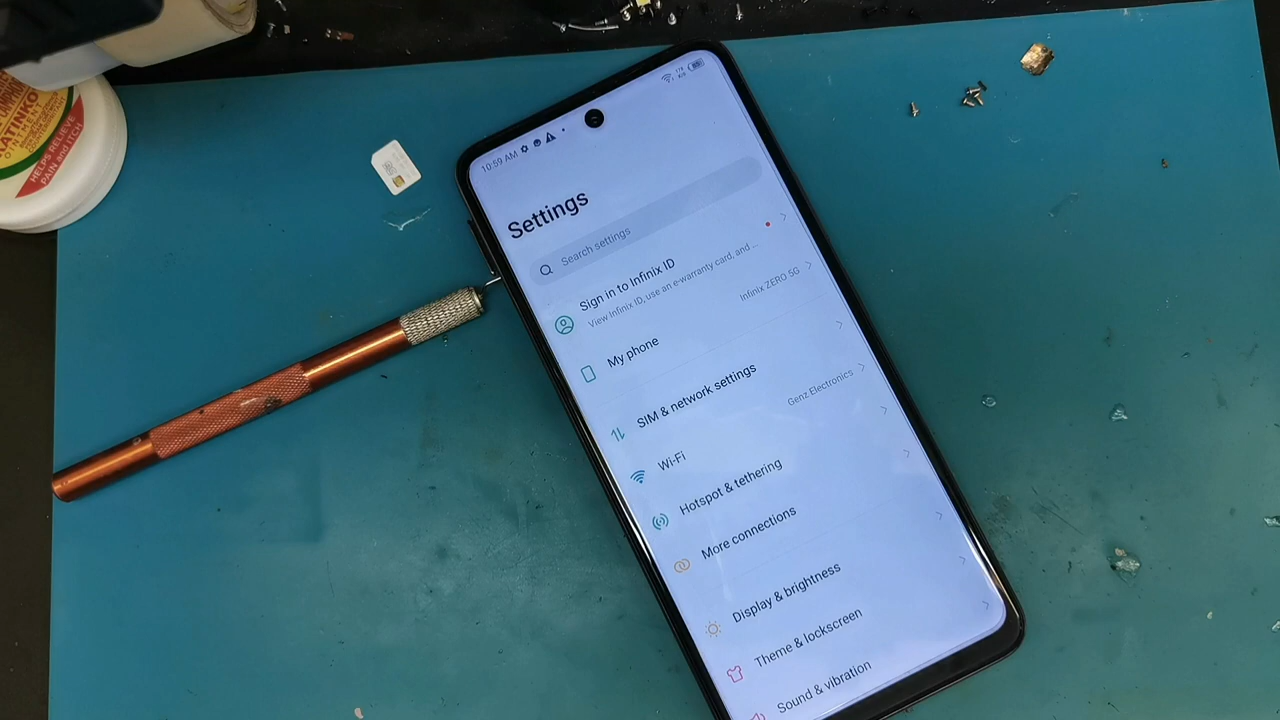 KATINKO
HELPS RELIEVE
PAIN and ITCH
10:59 AM
Settings
Search settings
Sign in to Infinix ID
View Infinix ID, use an e-warranty card, and ...
My phone
Infinix ZERO 5G
SIM & network settings
Wi-Fi
Genz Electronics
Hotspot & tethering
More connections
Display & brightness
Theme & lockscreen
Sound & vibration